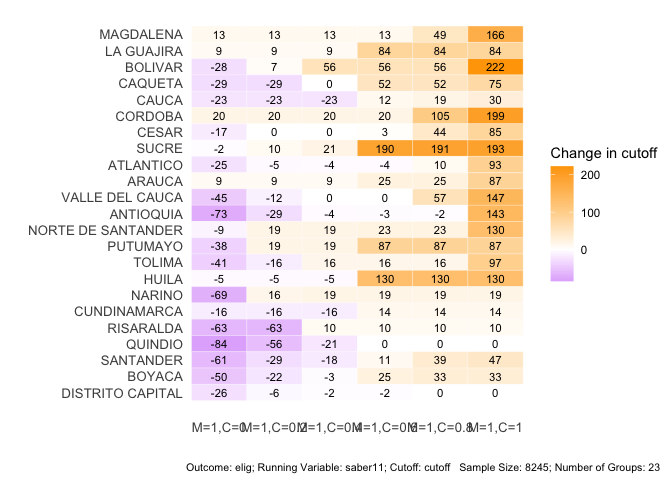 MAGDALENA 13 13 13 13 49 166
LA GUAJIRA 9 9 9 84 84 84
BOLIVAR -28 7 56 56 56 222
CAQUETA -29 -29 0 52 52 75
CAUCA -23 -23 -23 12 19 30
CORDOBA 20 20 20 20 105 199
CESAR -17 0 0 3 44 85
SUCRE -2 10 21 190 191 193
ATLANTICO -25 -5 -4 -4 10 93
ARAUCA 9 9 9 25 25 87
VALLE DEL CAUCA -45 -12 0 0 57 147
ANTIOQUIA -73 -29 -4 -3 -2 143
NORTE DE SANTANDER -9 19 19 23 23 130
PUTUMAYO -38 19 19 87 87 87
TOLIMA -41 -16 16 16 16 97
HUILA -5 -5 -5 130 130 130
NARINO -69 16 19 19 19 19
CUNDINAMARCA -16 -16 -16 14 14 14
RISARALDA -63 -63 10 10 10 10
QUINDIO -84 -56 -21 0 0 0
SANTANDER -61 -29 -18 11 39 47
BOYACA -50 -22 -3 25 33 33
DISTRITO CAPITAL -26 -6 -2 -2 0 0
M=1,C=1
Change in cutoff
200
100
0
Outcome: elig; Running Variable: saber11; Cutoff: cutoff Sample Size: 8245; Number of Groups: 23